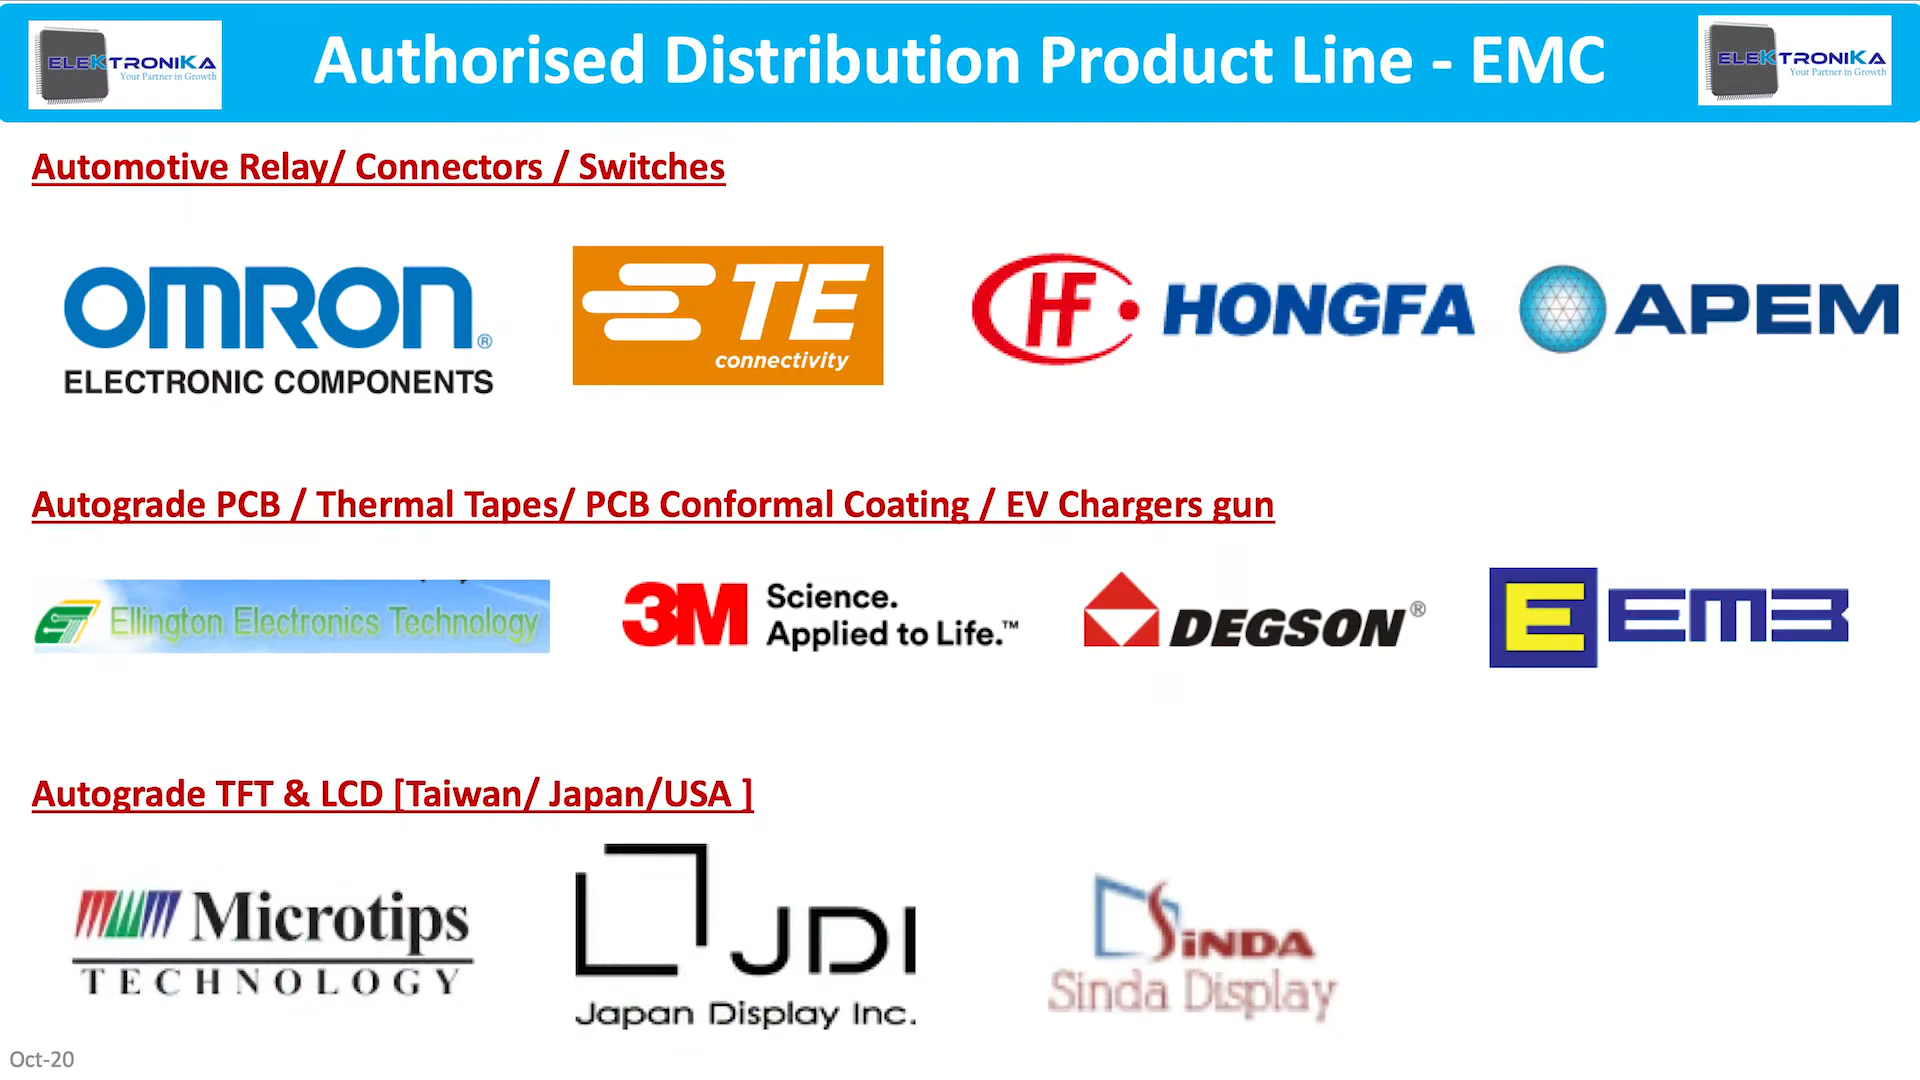 ELEKTRONIKA
Your Partner in Growth
Authorised Distribution Product Line - EMC
ELEKTRONIKA
Your Partner in Growth
Automotive Relay/ Connectors / Switches
OMRON®
ELECTRONIC COMPONENTS
TE
connectivity
HF HONGFA
APEM
Autograde PCB / Thermal Tapes/ PCB Conformal Coating / EV Chargers gun
Ellington Electronics Technology
3M Science.
Applied to Life.™
DEGSON®
E EMB
Autograde TFT & LCD [Taiwan/ Japan/USA ]
Microtips
TECHNOLOGY
JDI
Japan Display Inc.
SiNDA
Sinda Display
Oct-20